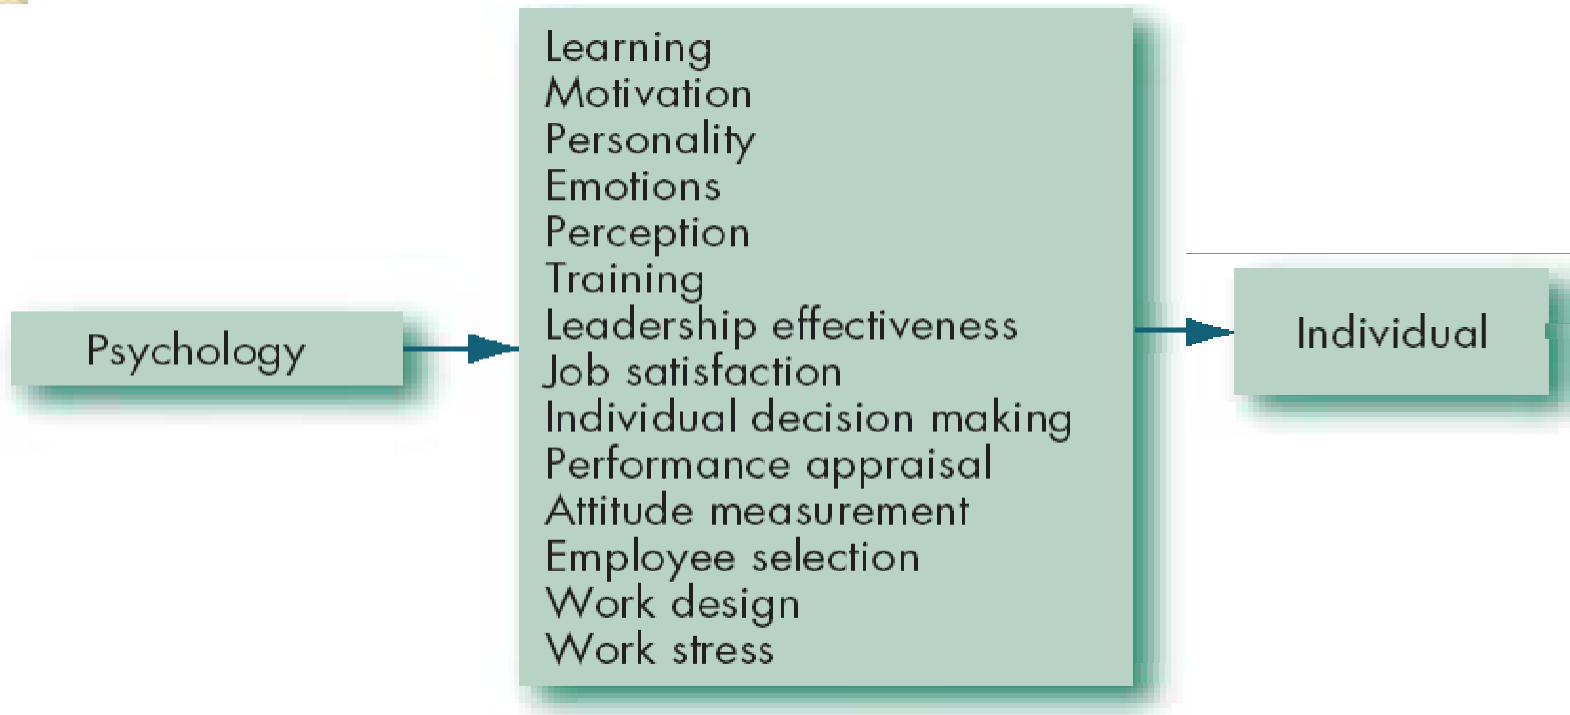 Psychology
Learning
Motivation
Personality
Emotions
Perception
Training
Leadership effectiveness
Job satisfaction
Individual decision making
Performance appraisal
Attitude measurement
Employee selection
Work design
Work stress
Individual